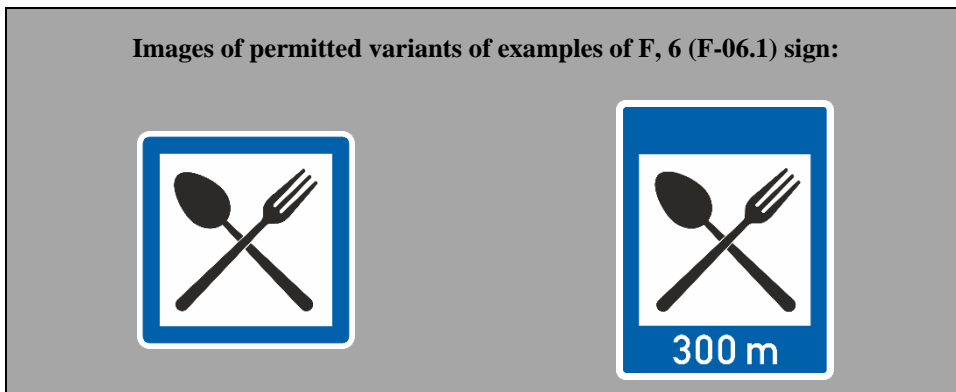 Images of permitted variants of examples of F, 6 (F-06.1) sign:
300 m